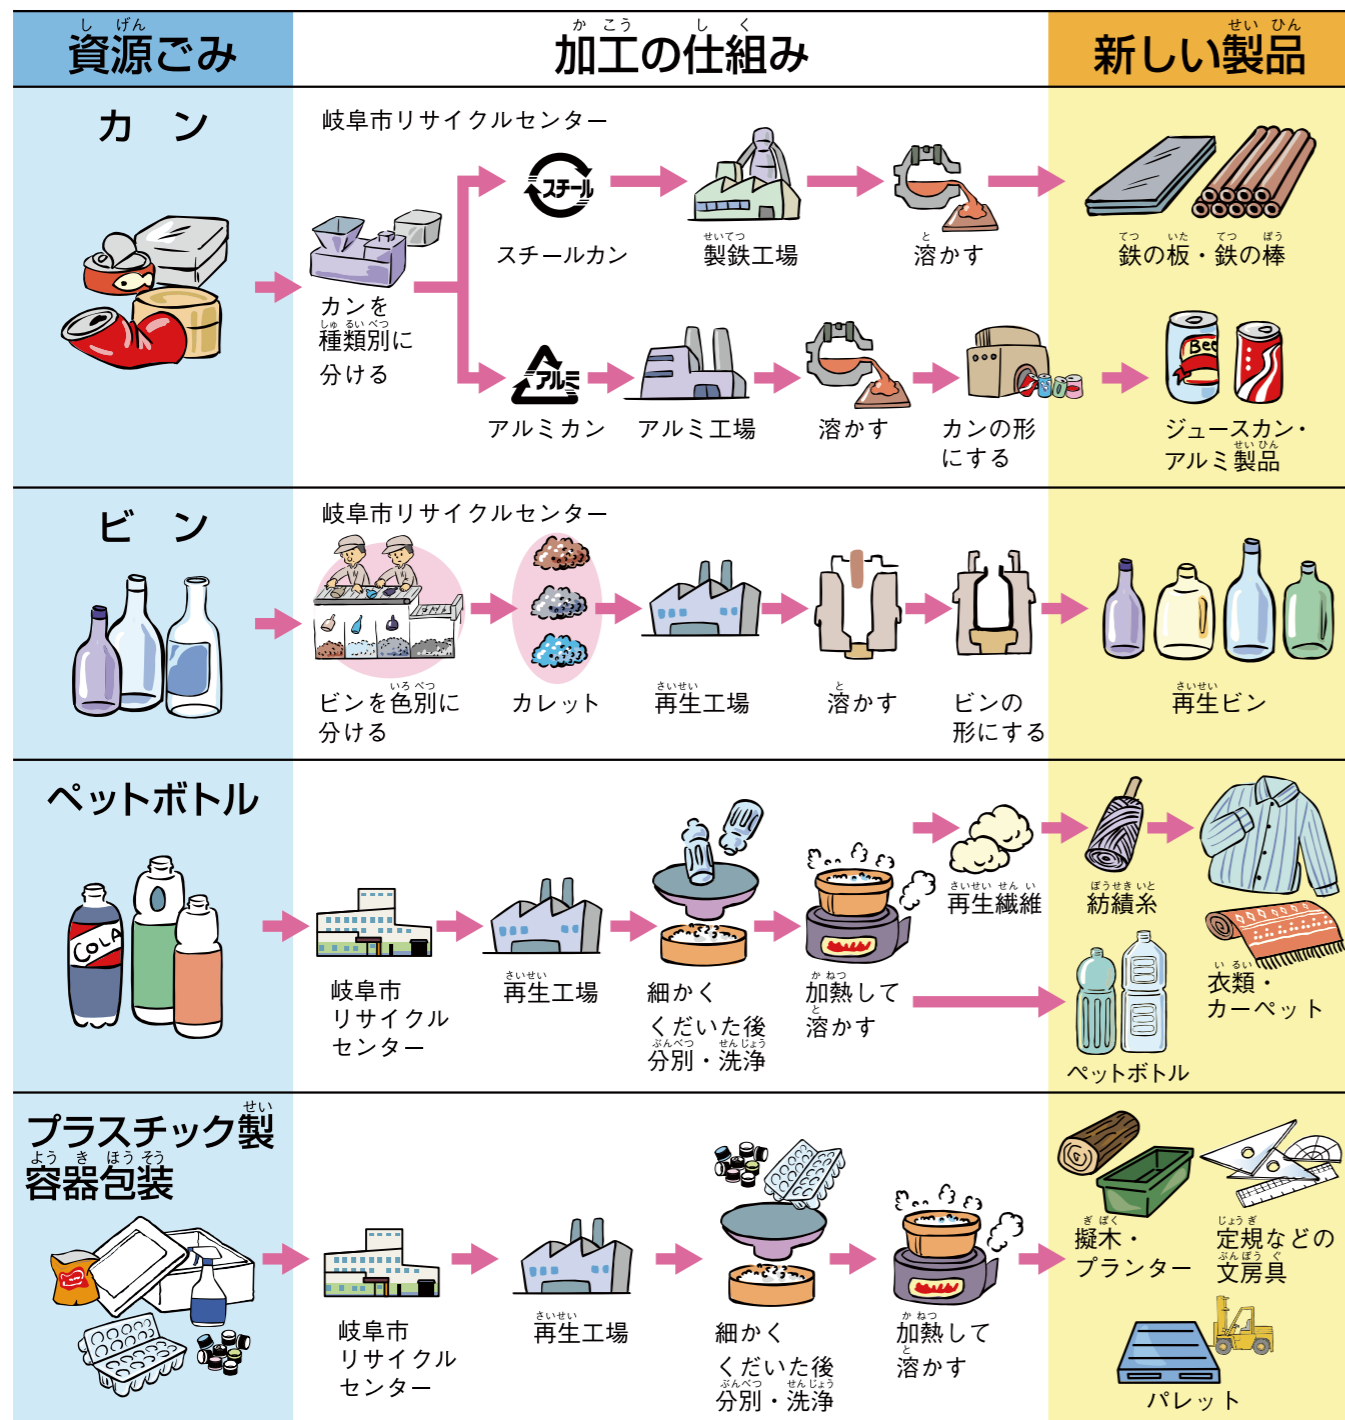 資源ごみ
加工の仕組み
新しい製品
カン
岐阜市リサイクルセンター
カンを
種類別に
分ける
スチール
スチールカン
製鉄工場
溶かす
鉄の板・鉄の棒
アルミ
アルミカン
アルミ工場
溶かす
カンの形
にする
Bee
ジュースカン・
アルミ製品
ビン
岐阜市リサイクルセンター
ビンを色別に
分ける
カレット
再生工場
溶かす
ビンの
形にする
再生ビン
ペットボトル
COLA
岐阜市
リサイクル
センター
再生工場
細かく
くだいた後
分別・洗浄
加熱して
溶かす
再生繊維
紡績糸
衣類・
カーペット
ペットボトル
プラスチック製
容器包装
岐阜市
リサイクル
センター
再生工場
細かく
くだいた後
分別・洗浄
加熱して
溶かす
擬木・
プランター
定規などの
文房具
パレット